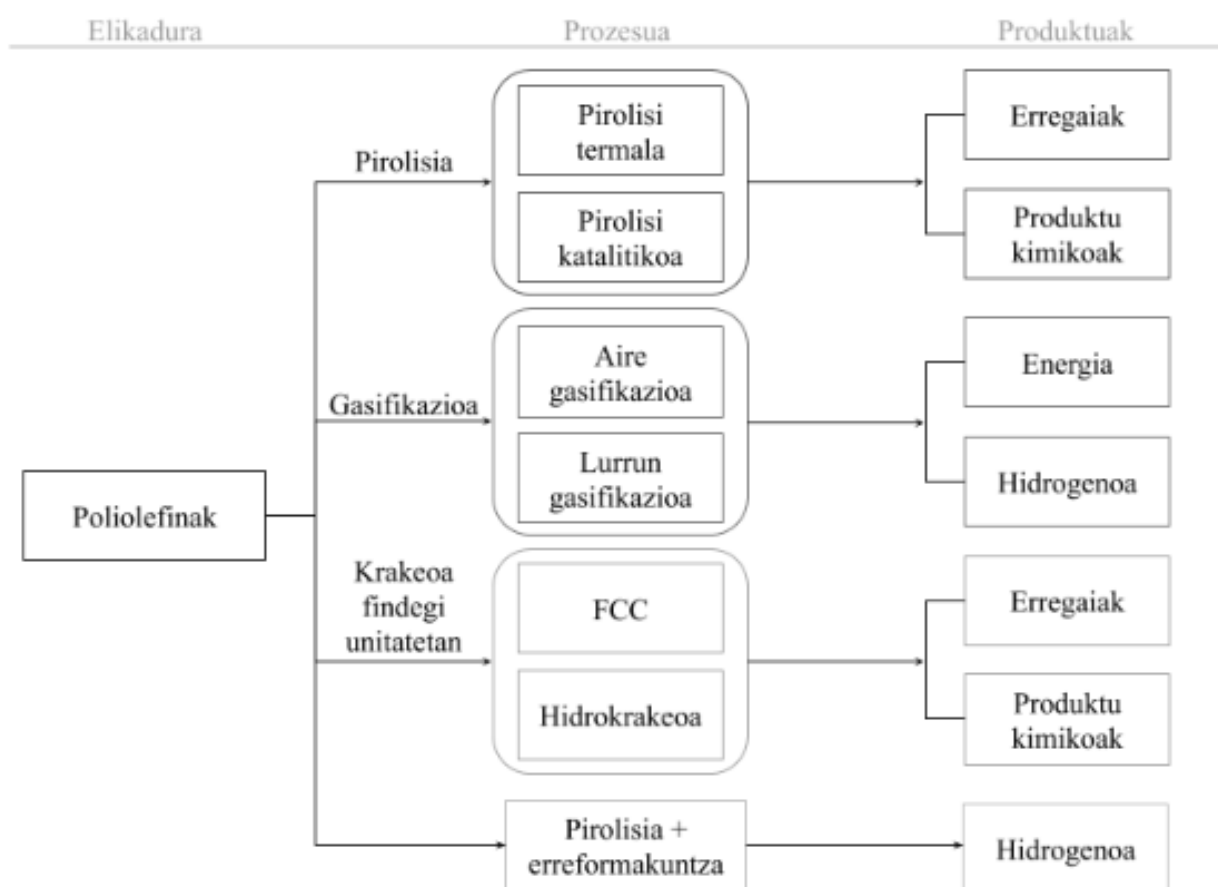 Elikadura
Prozesua
Produktuak
Pirolisia
Pirolisi
termala
Pirolisi
katalitikoa
Erregaiak
Produktu
kimikoak
Gasifikazioa
Aire
gasifikazioa
Lurrun
gasifikazioa
Energia
Hidrogenoa
Poliolefinak
Krakeoa
findegi
unitatetan
FCC
Hidrokrakeoa
Erregaiak
Produktu
kimikoak
Pirolisia +
erreformakuntza
Hidrogenoa